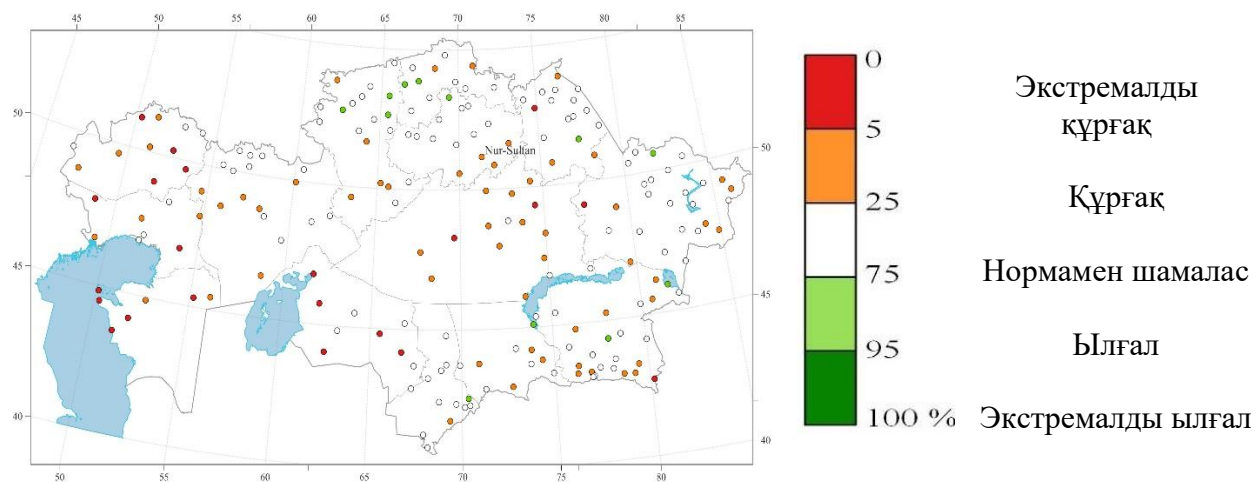 45 50 55 60 65 70 75 80 85
50
45
40
Nur-Sultan
50
45
40
50 55 60 65 70 75 80
0
5
25
75
95
100 %
Экстремалды
құрғақ
Құрғақ
Нормамен шамалас
Ылғал
Экстремалды ылғал